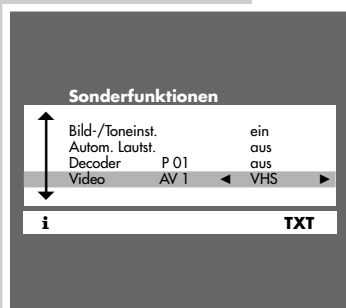 Sonderfunktionen
Bild-/Toneinst. ein
Autom. Lautst. aus
Decoder P 01 aus
Video AV 1 ◄ VHS ►
i TXT